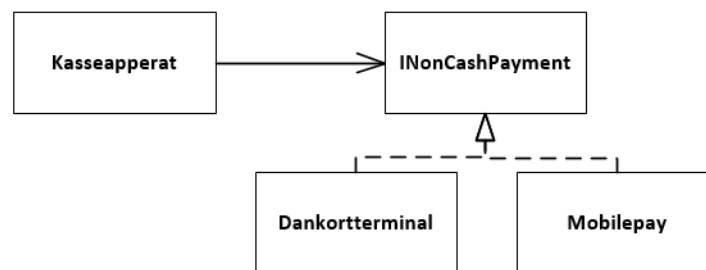 Kasseapperat
INonCashPayment
Dankortterminal
Mobilepay